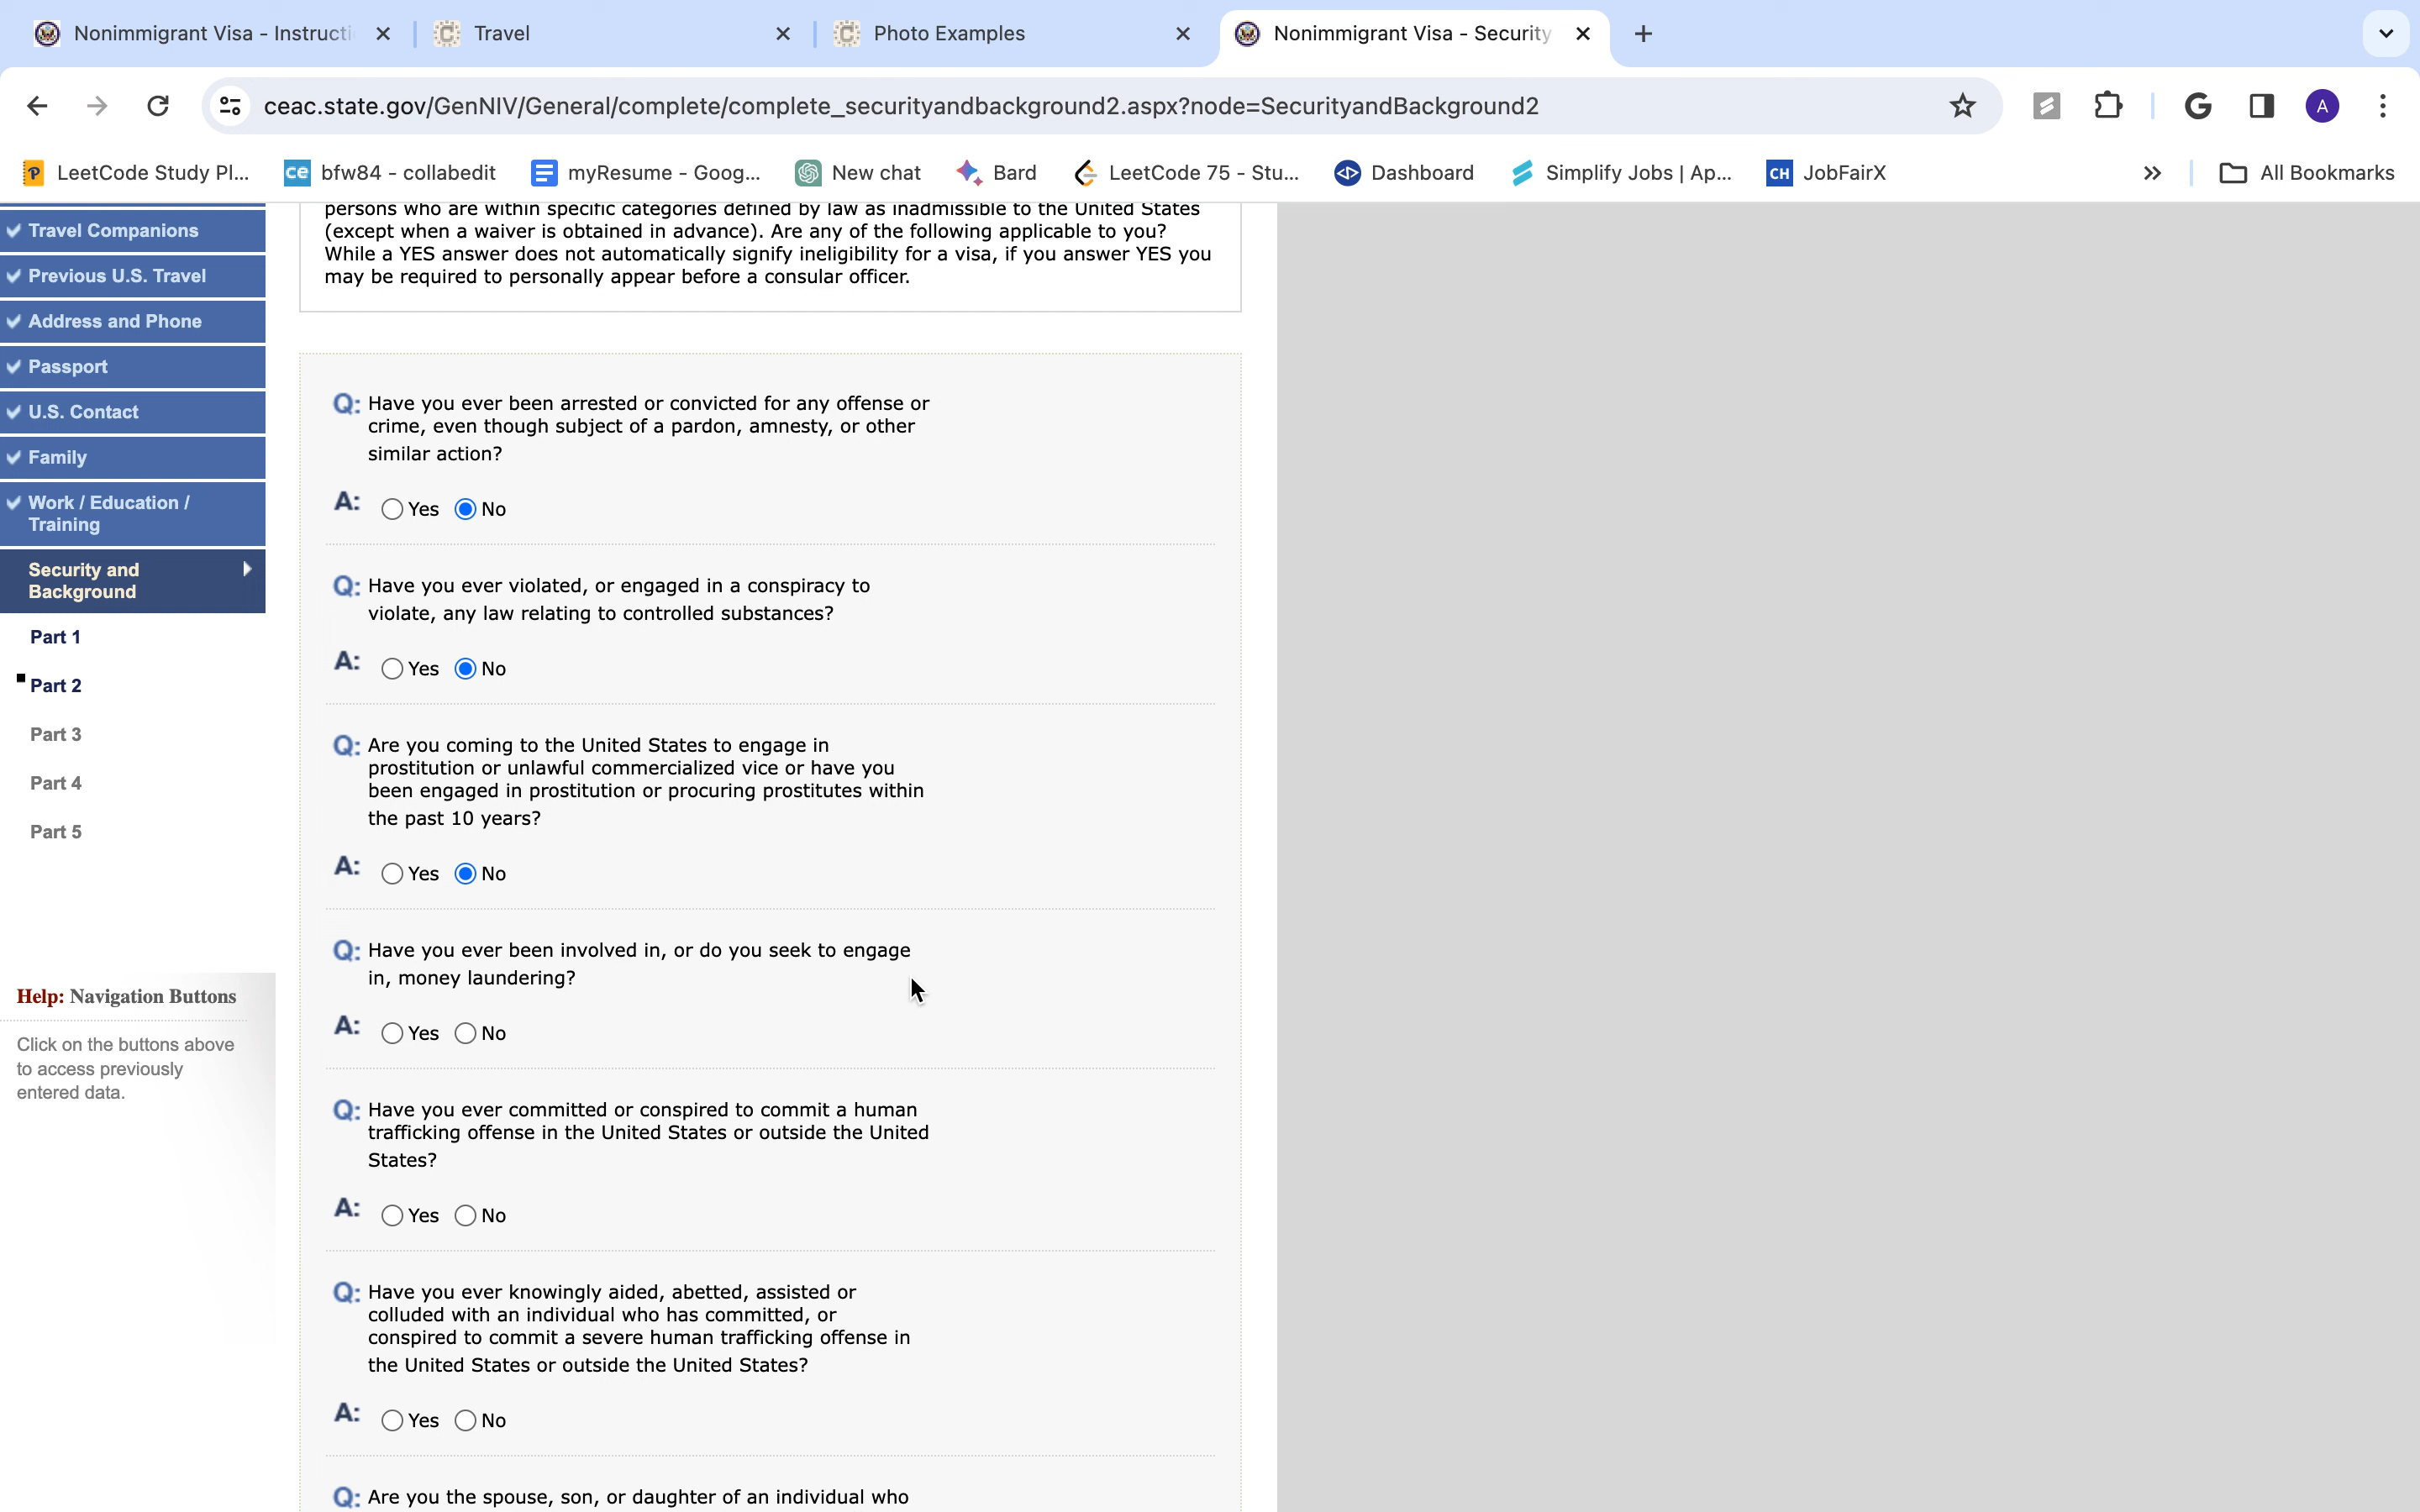 Nonimmigrant Visa - Instructi
Travel
Photo Examples
Nonimmigrant Visa - Security
ceac.state.gov/GenNIV/General/complete/complete_securityandbackground2.aspx?node=SecurityandBackground2
A
LeetCode Study Pl...
ce bfw84 - collabedit
myResume - Goog...
New chat
Bard
LeetCode 75 - Stu...
Dashboard
Simplify Jobs | Ap...
CH JobFairX
All Bookmarks
Travel Companions
Previous U.S. Travel
Address and Phone
Passport
U.S. Contact
Family
Work / Education /
Training
Security and
Background
Part 1
Part 2
Part 3
Part 4
Part 5
Help: Navigation Buttons
Click on the buttons above
to access previously
entered data.
persons who are within specific categories defined by law as inadmissible to the United States
(except when a waiver is obtained in advance). Are any of the following applicable to you?
While a YES answer does not automatically signify ineligibility for a visa, if you answer YES you
may be required to personally appear before a consular officer.
Q: Have you ever been arrested or convicted for any offense or
crime, even though subject of a pardon, amnesty, or other
similar action?
A: Yes No
Q: Have you ever violated, or engaged in a conspiracy to
violate, any law relating to controlled substances?
A: Yes No
Q: Are you coming to the United States to engage in
prostitution or unlawful commercialized vice or have you
been engaged in prostitution or procuring prostitutes within
the past 10 years?
A: Yes No
Q: Have you ever been involved in, or do you seek to engage
in, money laundering?
A: Yes No
Q: Have you ever committed or conspired to commit a human
trafficking offense in the United States or outside the United
States?
A: Yes No
Q: Have you ever knowingly aided, abetted, assisted or
colluded with an individual who has committed, or
conspired to commit a severe human trafficking offense in
the United States or outside the United States?
A: Yes No
Q: Are you the spouse, son, or daughter of an individual who